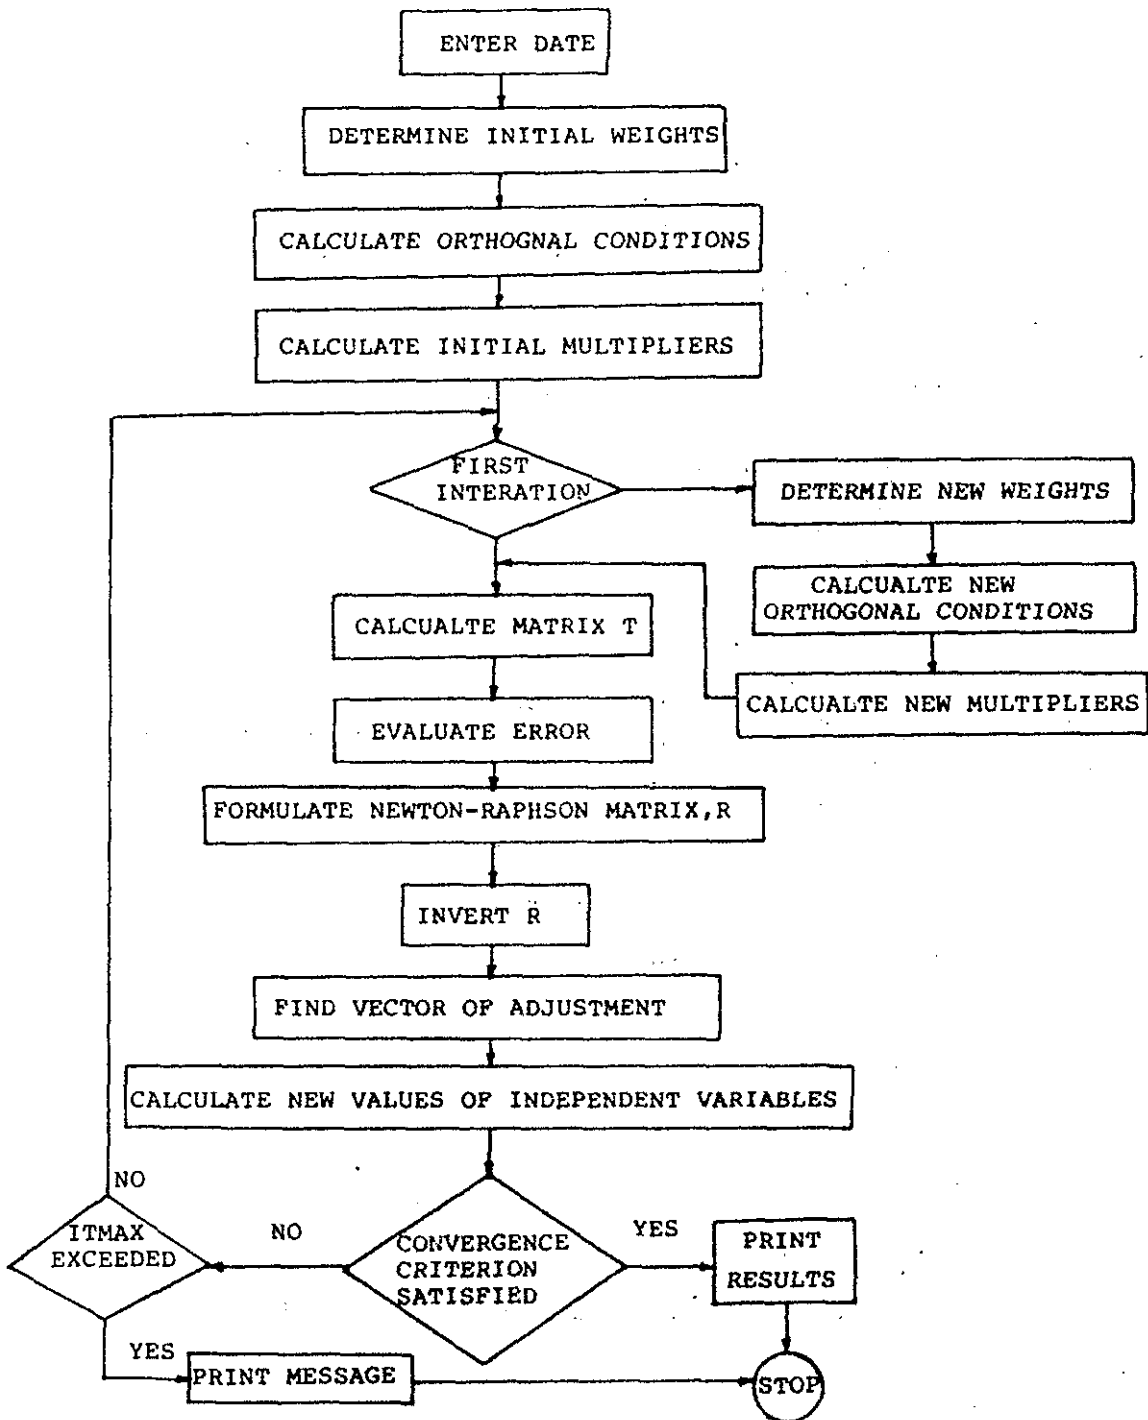 ENTER DATE
DETERMINE INITIAL WEIGHTS
CALCULATE ORTHOGNAL CONDITIONS
CALCULATE INITIAL MULTIPLIERS
FIRST
INTERATION
DETERMINE NEW WEIGHTS
CALCUALTE NEW
ORTHOGONAL CONDITIONS
CALCUALTE NEW MULTIPLIERS
CALCUALTE MATRIX T
EVALUATE ERROR
FORMULATE NEWTON-RAPHSON MATRIX,R
INVERT R
FIND VECTOR OF ADJUSTMENT
CALCULATE NEW VALUES OF INDEPENDENT VARIABLES
NO
ITMAX
EXCEEDED
NO
CONVERGENCE
CRITERION
SATISFIED
YES
PRINT
RESULTS
YES
PRINT MESSAGE
STOP